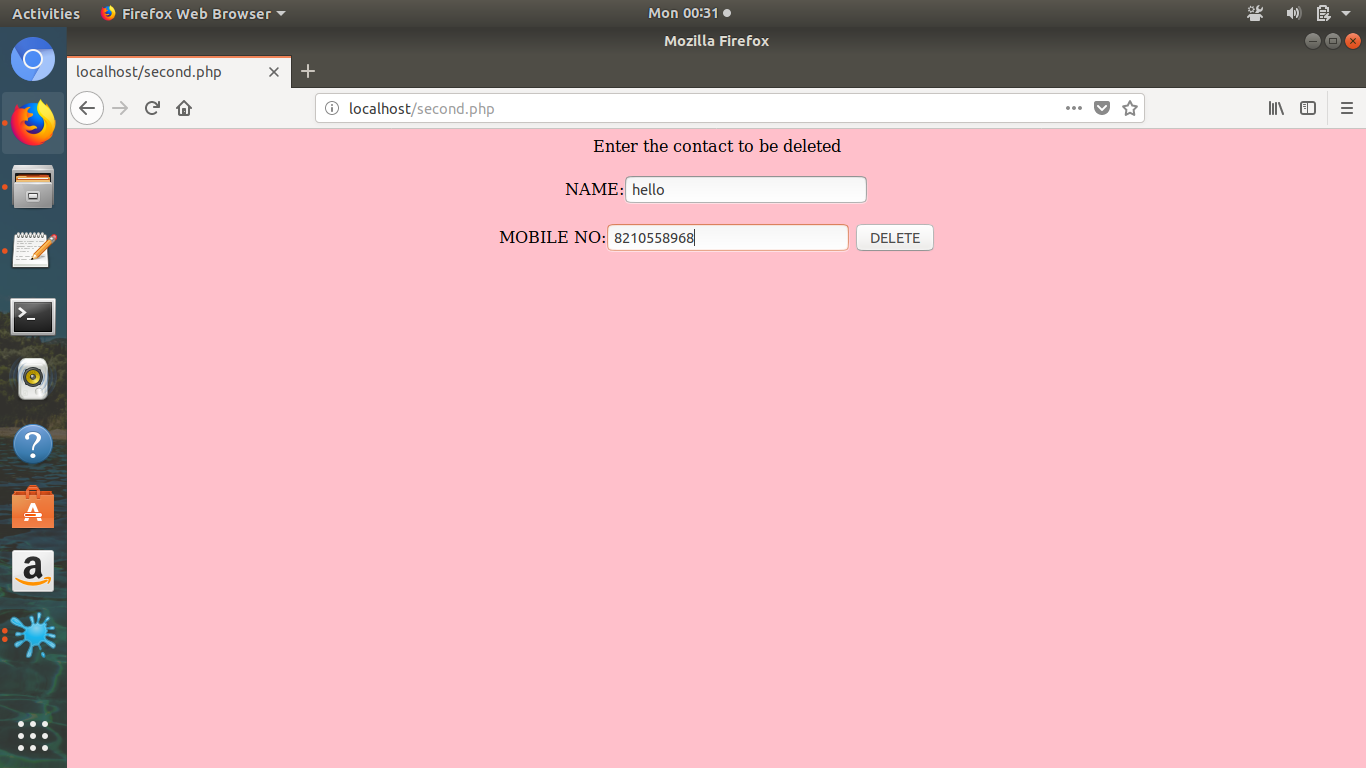 Activities Firefox Web Browser Mon 00:31
Mozilla Firefox
localhost/second.php
localhost/second.php
Enter the contact to be deleted
NAME: hello
MOBILE NO: 8210558968 DELETE